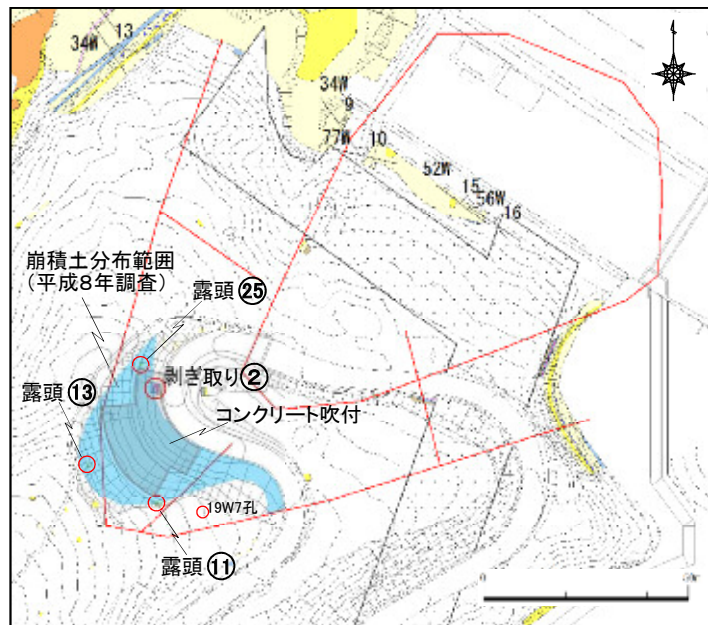 34W
13
34W
9
77W
10
52W
15
56W
16
崩積土分布範囲
(平成8年調査)
露頭㉕
剥ぎ取り②
露頭⑬
コンクリート吹付
19W7孔
露頭⑪
0